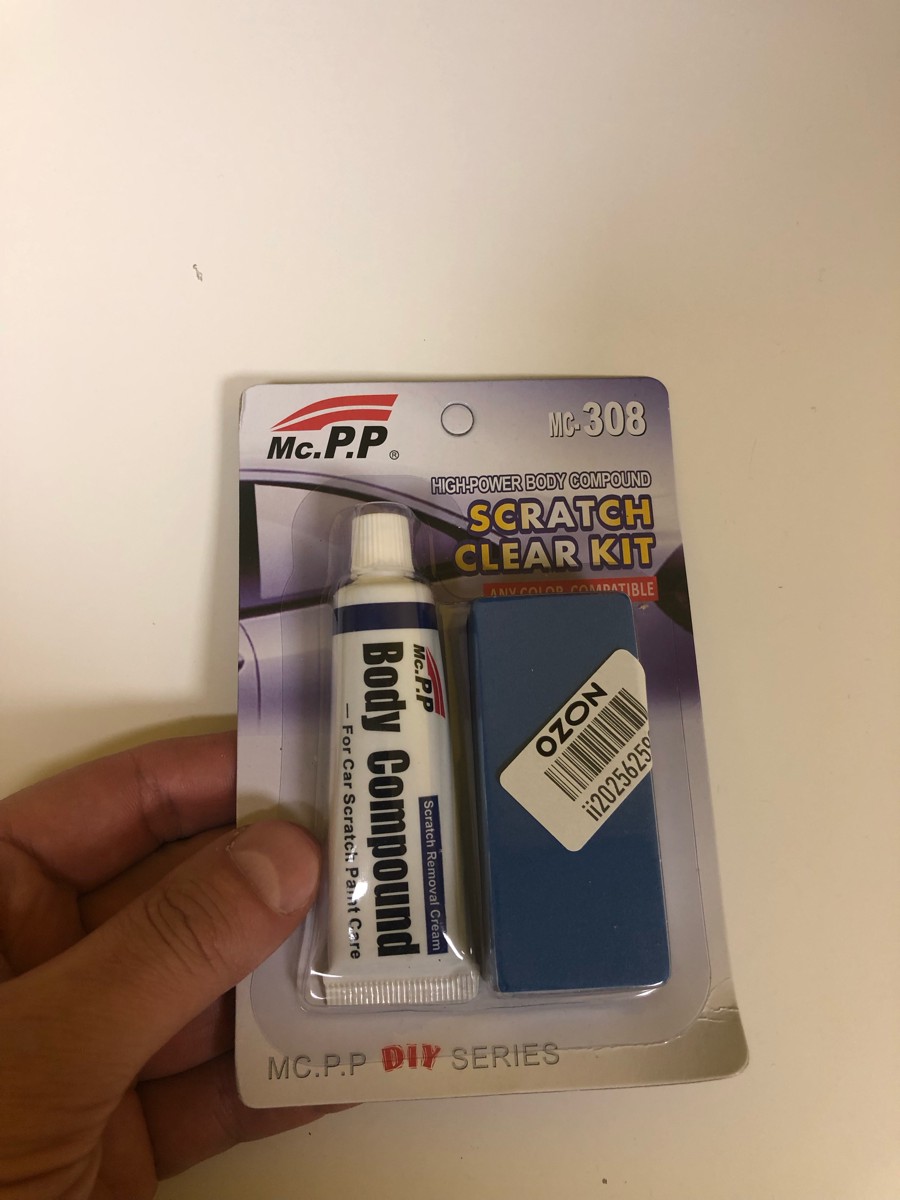 Mc.P.P ®
MC-308
HIGH-POWER BODY COMPOUND
SCRATCH
CLEAR KIT
ANY COLOR COMPATIBLE
Mc.P.P
Body Compound
— For Car Scratch Paint Care
Scratch Removal Cream
OZON
ii20256259
MC.P.P DIY SERIES